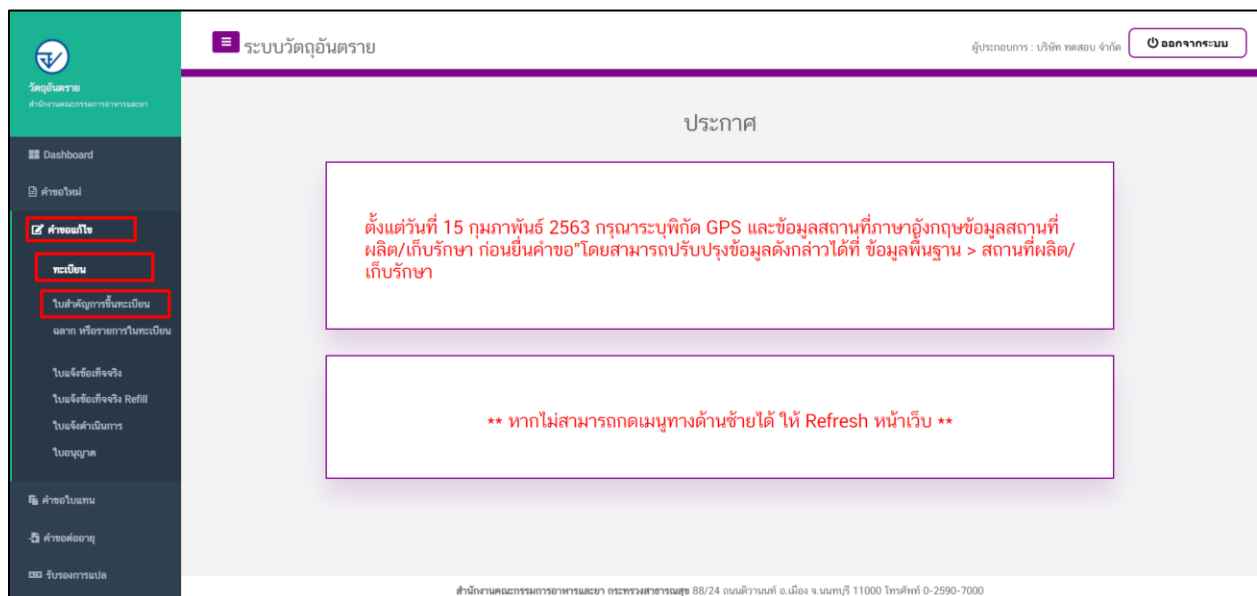 ระบบวัตถุอันตราย
ผู้ประกอบการ : บริษัท ทดสอบ จำกัด
ออกจากระบบ
วัตถุอันตราย
สำนักงานคณะกรรมการอาหารและยา
Dashboard
คำขอใหม่
คำขอแก้ไข
ทะเบียน
ใบสำคัญการขึ้นทะเบียน
ฉลาก หรือรายการในทะเบียน
ใบแจ้งข้อเท็จจริง
ใบแจ้งข้อเท็จจริง Refill
ใบแจ้งดำเนินการ
ใบอนุญาต
คำขอใบแทน
คำขอต่ออายุ
รับรองการแปล
ประกาศ
ตั้งแต่วันที่ 15 กุมภาพันธ์ 2563 กรุณาระบุพิกัด GPS และข้อมูลสถานที่ภาษาอังกฤษข้อมูลสถานที่
ผลิต/เก็บรักษา ก่อนยื่นคำขอ"โดยสามารถปรับปรุงข้อมูลดังกล่าวได้ที่ ข้อมูลพื้นฐาน > สถานที่ผลิต/
เก็บรักษา
** หากไม่สามารถกดเมนูทางด้านซ้ายได้ ให้ Refresh หน้าเว็บ **
สำนักงานคณะกรรมการอาหารและยา กระทรวงสาธารณสุข 88/24 ถนนติวานนท์ อ.เมือง จ.นนทบุรี 11000 โทรศัพท์ 0-2590-7000